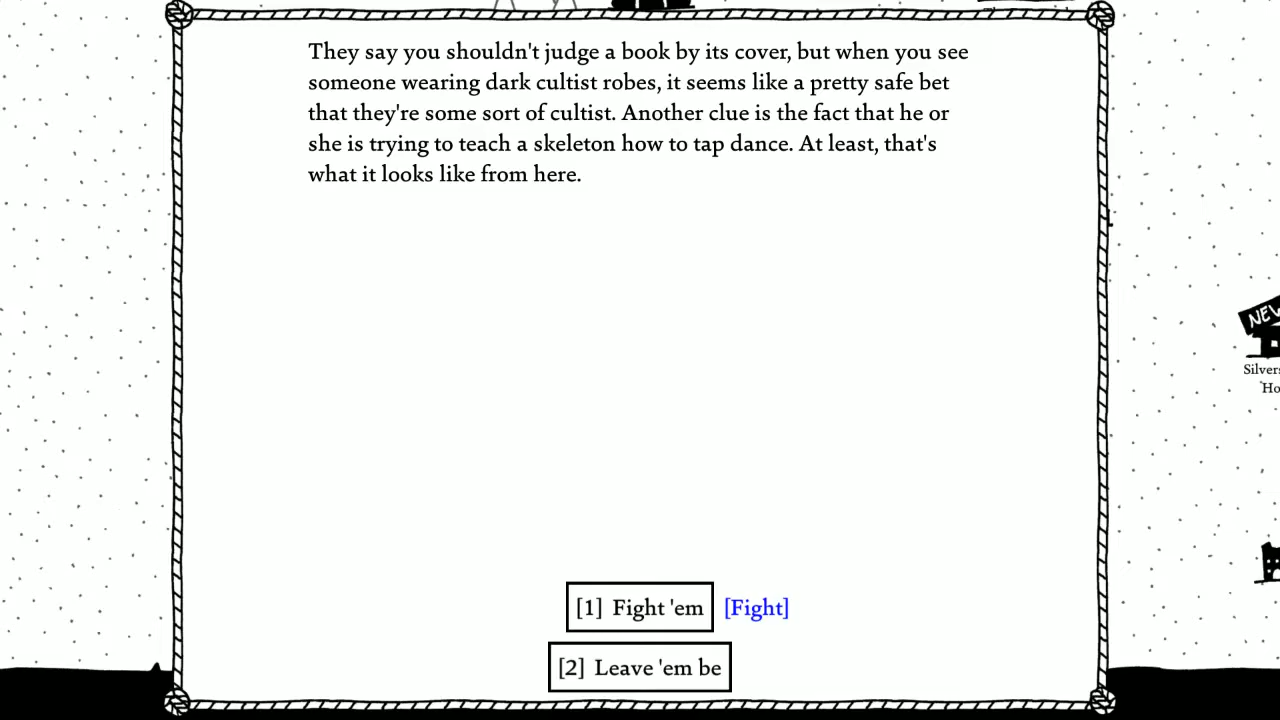 They say you shouldn't judge a book by its cover, but when you see
someone wearing dark cultist robes, it seems like a pretty safe bet
that they're some sort of cultist. Another clue is the fact that he or
she is trying to teach a skeleton how to tap dance. At least, that's
what it looks like from here.
[1] Fight 'em [Fight]
[2] Leave 'em be